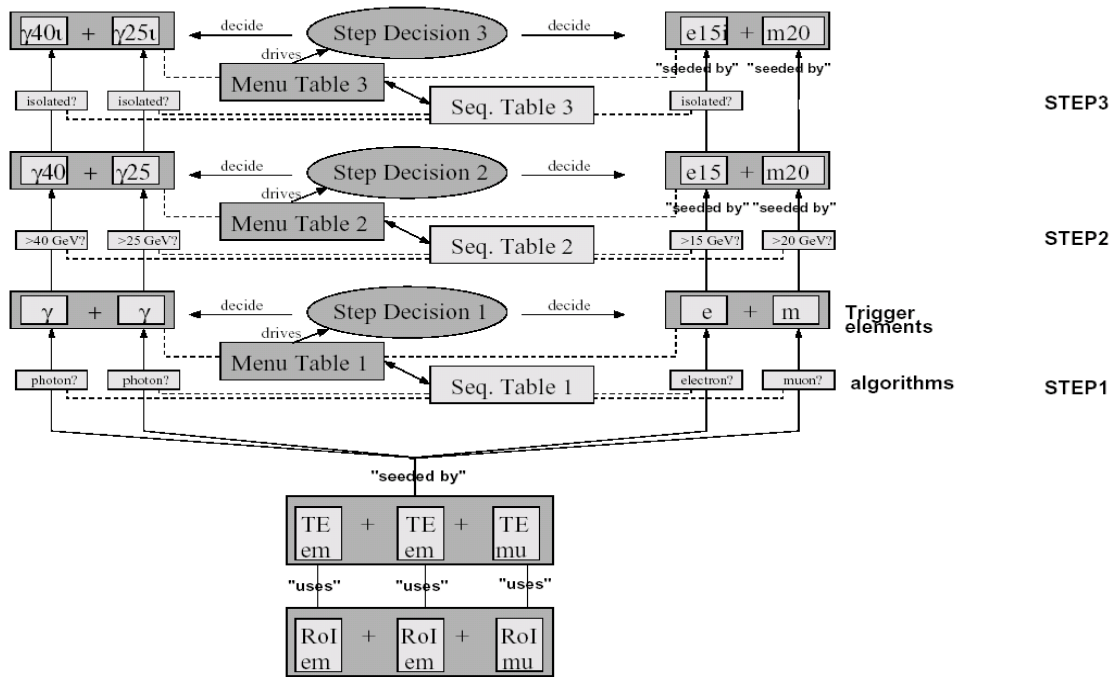 γ40ι + γ25ι decide Step Decision 3 decide e15i + m20
drives "seeded by" "seeded by"
Menu Table 3
isolated? isolated? Seq. Table 3 isolated? STEP3
γ40 + γ25 decide Step Decision 2 decide e15 + m20
drives "seeded by" "seeded by"
Menu Table 2
>40 GeV? >25 GeV? Seq. Table 2 >15 GeV? >20 GeV? STEP2
γ + γ decide Step Decision 1 decide e + m Trigger
elements
drives
Menu Table 1
photon? photon? Seq. Table 1 electron? muon? algorithms STEP1
"seeded by"
TE + TE + TE
em em mu
"uses" "uses" "uses"
RoI + RoI + RoI
em em mu